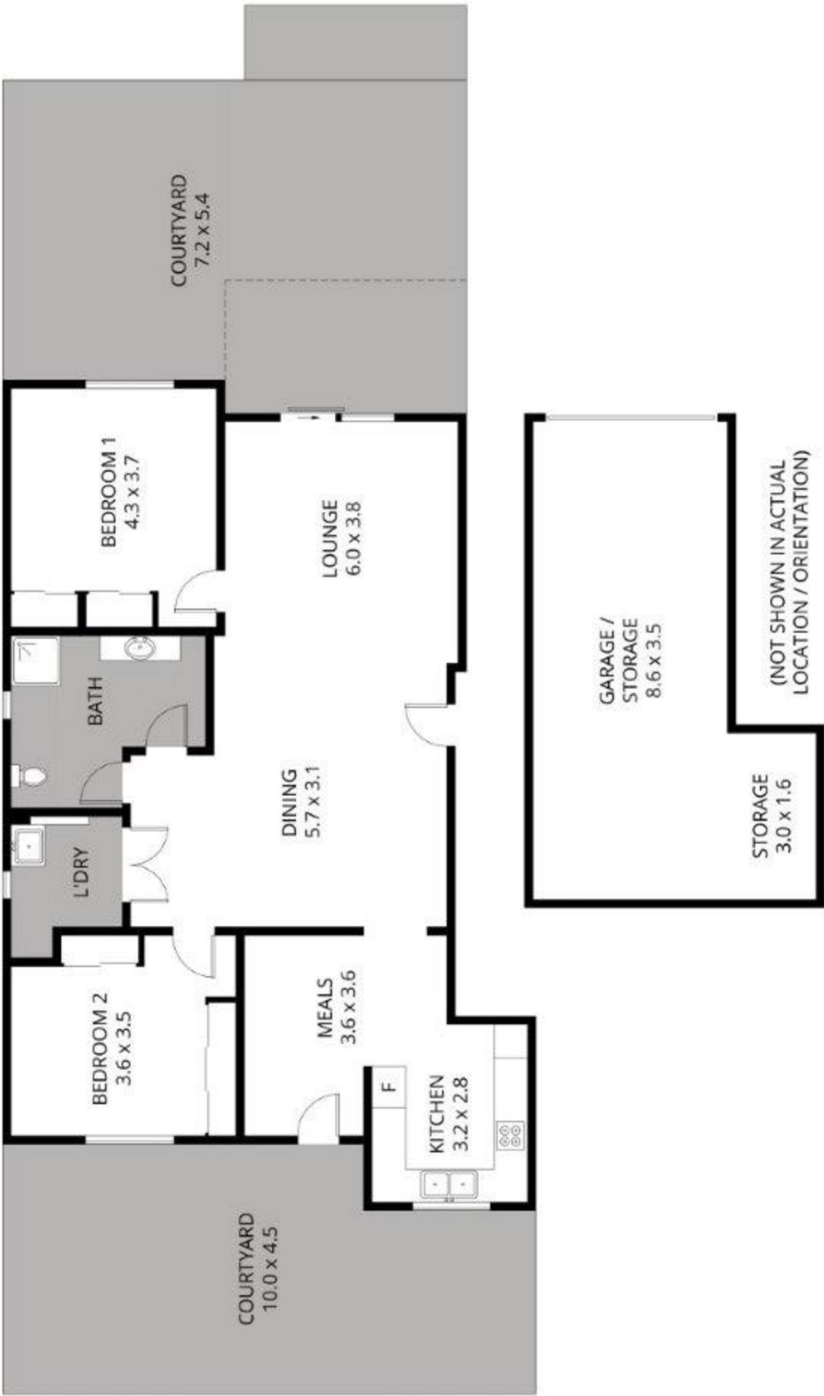 COURTYARD
10.0 x 4.5
BEDROOM 2
3.6 x 3.5
L'DRY
BATH
BEDROOM 1
4.3 x 3.7
COURTYARD
7.2 x 5.4
MEALS
3.6 x 3.6
DINING
5.7 x 3.1
LOUNGE
6.0 x 3.8
F
KITCHEN
3.2 x 2.8
GARAGE /
STORAGE
8.6 x 3.5
STORAGE
3.0 x 1.6
(NOT SHOWN IN ACTUAL
LOCATION / ORIENTATION)